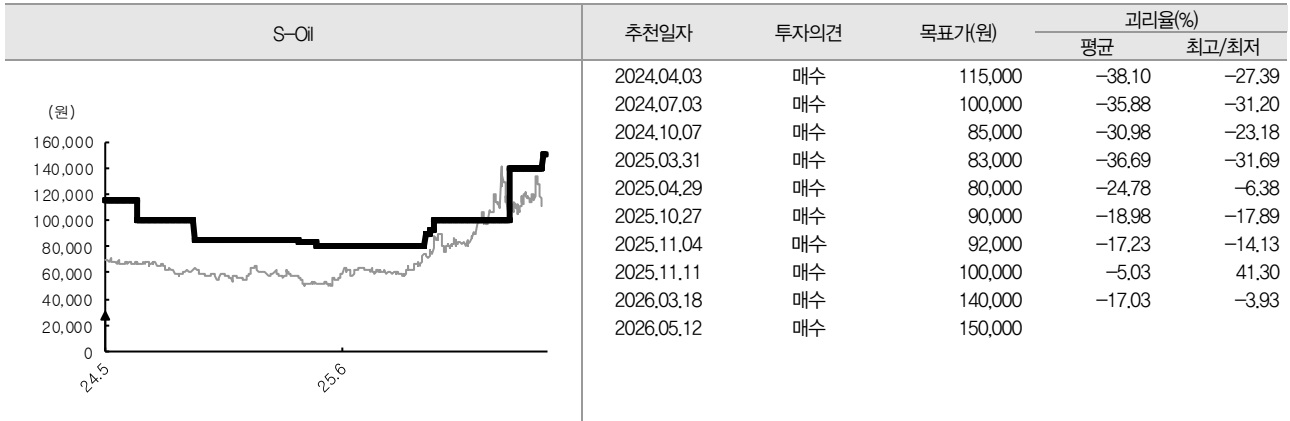 S-Oil
추천일자 투자의견 목표가(원) 괴리율(%)
평균 최고/최저
(원)
160,000
140,000
120,000
100,000
80,000
60,000
40,000
20,000
0
24.5
25.6
2024.04.03 매수 115,000 -38.10 -27.39
2024.07.03 매수 100,000 -35.88 -31.20
2024.10.07 매수 85,000 -30.98 -23.18
2025.03.31 매수 83,000 -36.69 -31.69
2025.04.29 매수 80,000 -24.78 -6.38
2025.10.27 매수 90,000 -18.98 -17.89
2025.11.04 매수 92,000 -17.23 -14.13
2025.11.11 매수 100,000 -5.03 41.30
2026.03.18 매수 140,000 -17.03 -3.93
2026.05.12 매수 150,000